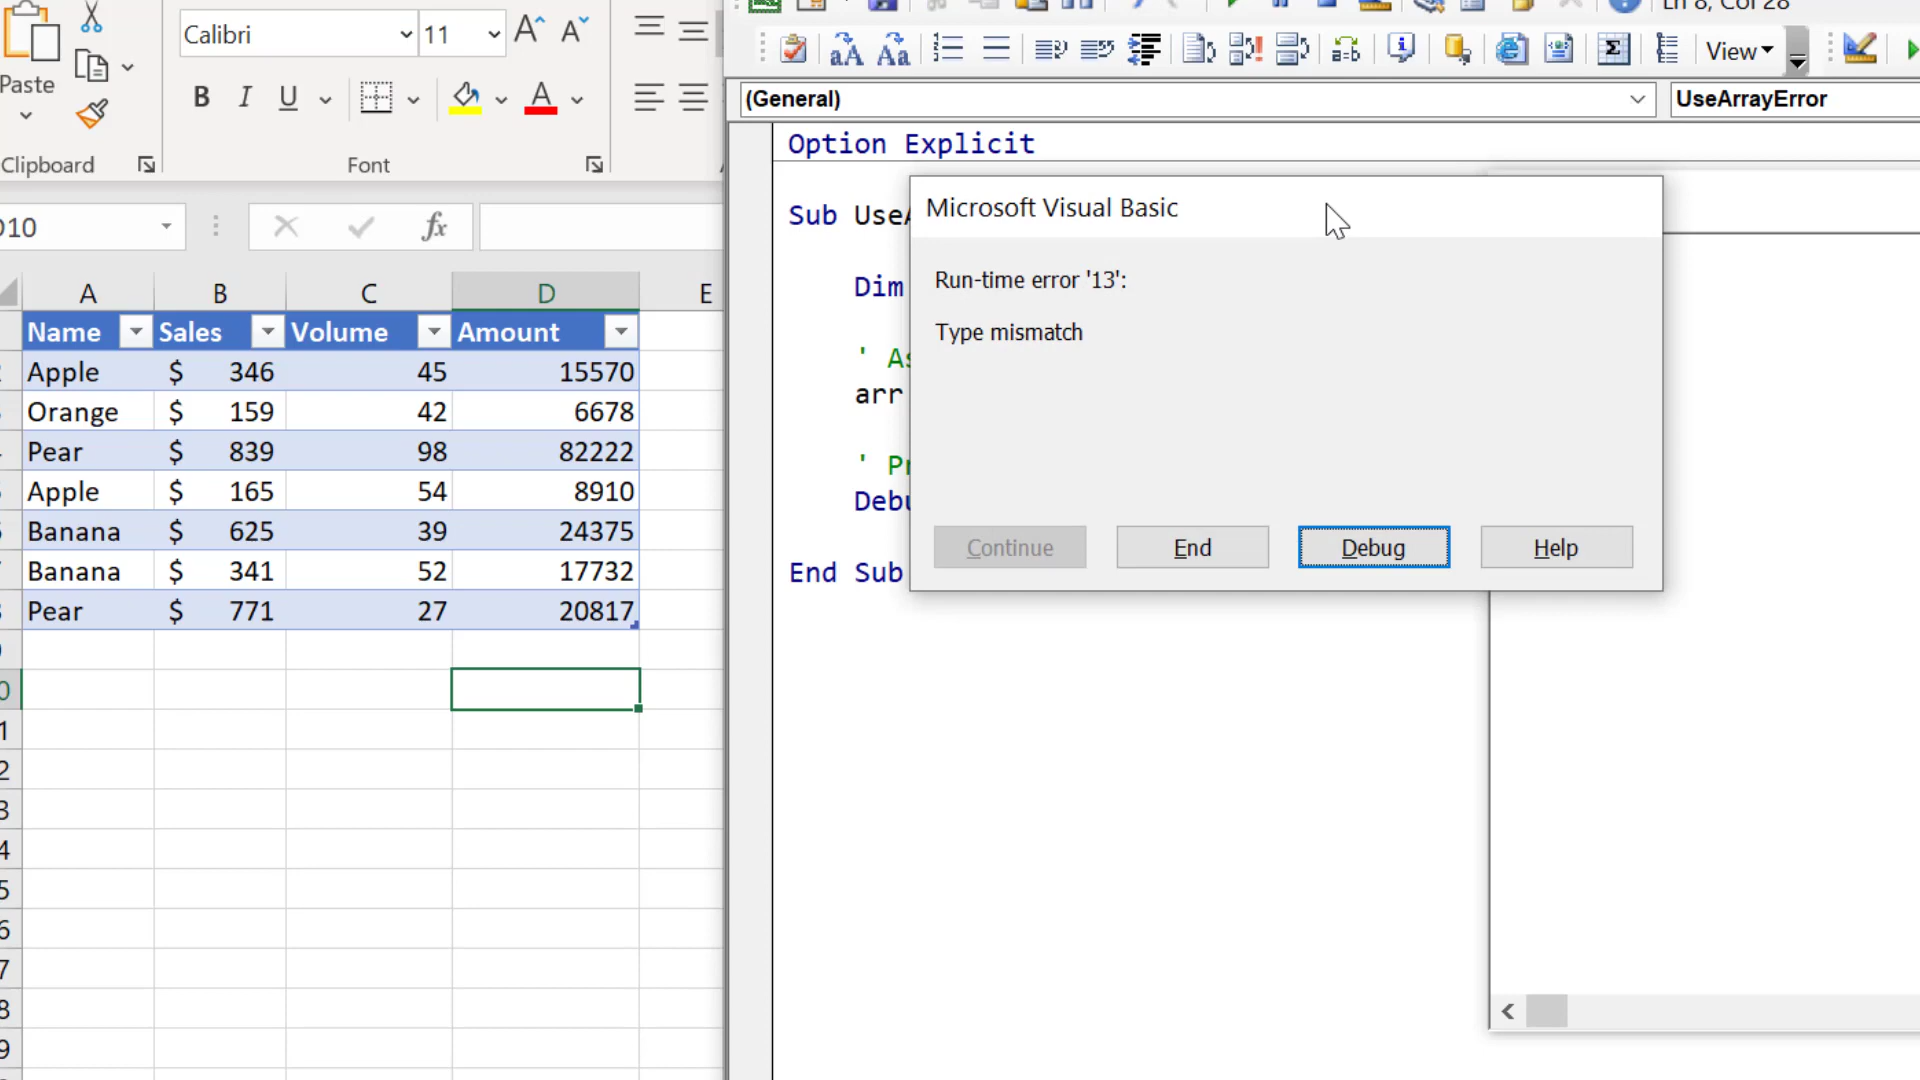 Calibri
11
Paste
B I U
A
Clipboard
Font
fx
A B C D E
Name Sales Volume Amount
Apple $ 346 45 15570
Orange $ 159 42 6678
Pear $ 839 98 82222
Apple $ 165 54 8910
Banana $ 625 39 24375
Banana $ 341 52 17732
Pear $ 771 27 20817
View
(General)
UseArrayError
Option Explicit
Sub
Dim
arr
End Sub
Microsoft Visual Basic
Run-time error '13':
Type mismatch
Continue
End
Debug
Help